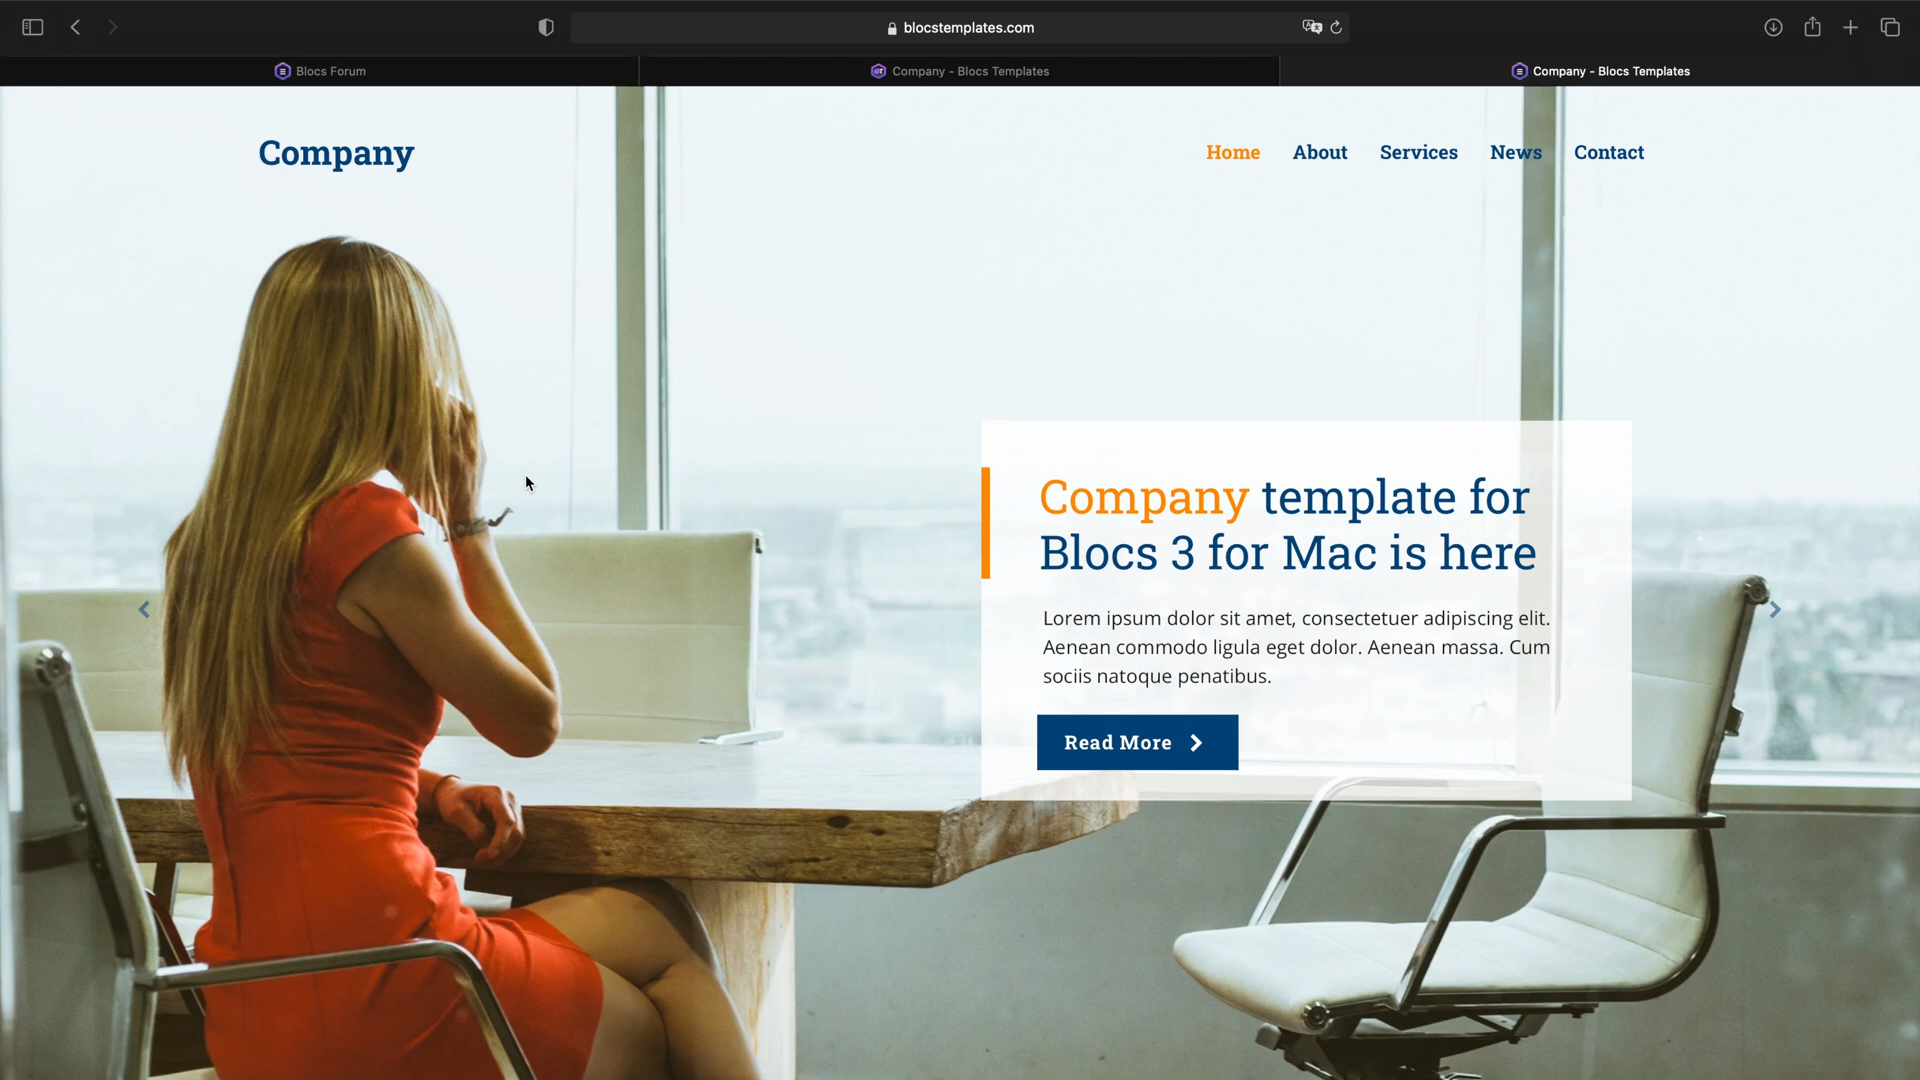 blocstemplates.com
Blocs Forum
Company - Blocs Templates
Company - Blocs Templates
Company
Home About Services News Contact
Company template for
Blocs 3 for Mac is here
Lorem ipsum dolor sit amet, consectetuer adipiscing elit.
Aenean commodo ligula eget dolor. Aenean massa. Cum
sociis natoque penatibus.
Read More